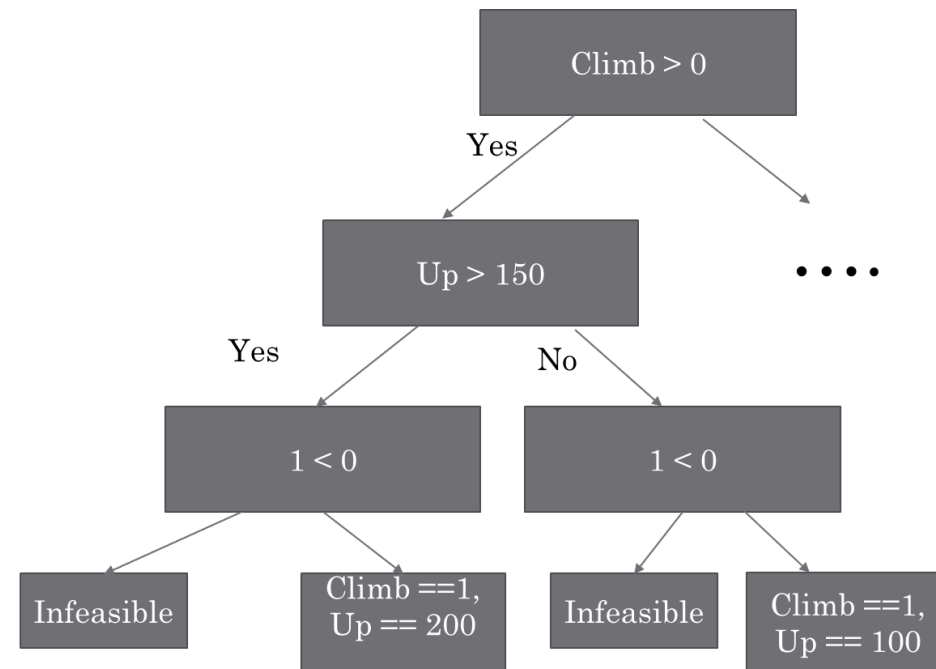 Climb > 0
Yes
Up > 150
• • • •
Yes
No
1 < 0
1 < 0
Infeasible
Climb ==1,
Up == 200
Infeasible
Climb ==1,
Up == 100